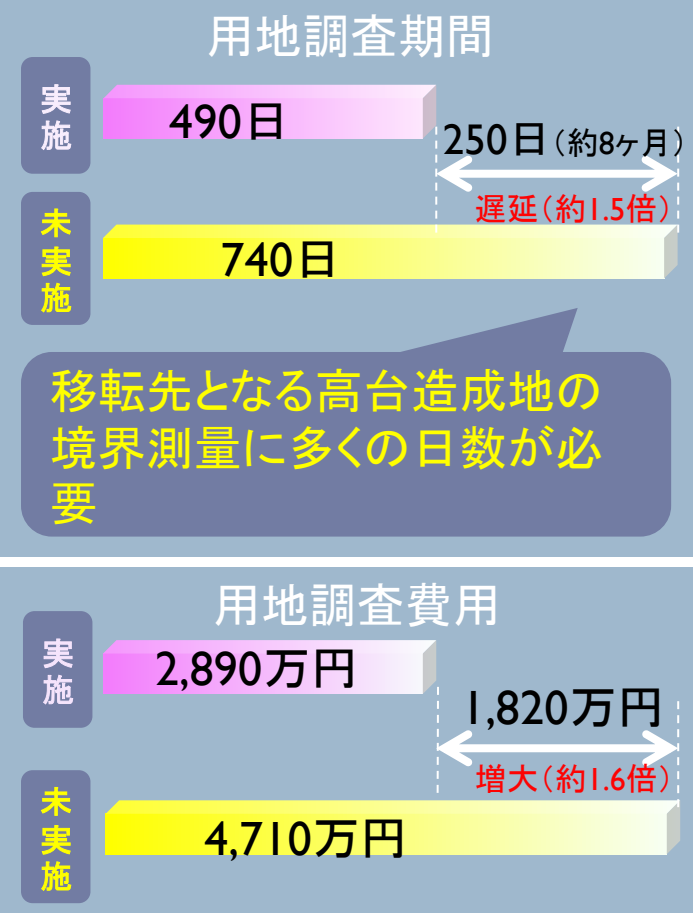 用地調査期間
実施
490日
250日（約8ヶ月）
遅延（約1.5倍）
未実施
740日
移転先となる高台造成地の
境界測量に多くの日数が必
要
用地調査費用
実施
2,890万円
1,820万円
増大（約1.6倍）
未実施
4,710万円